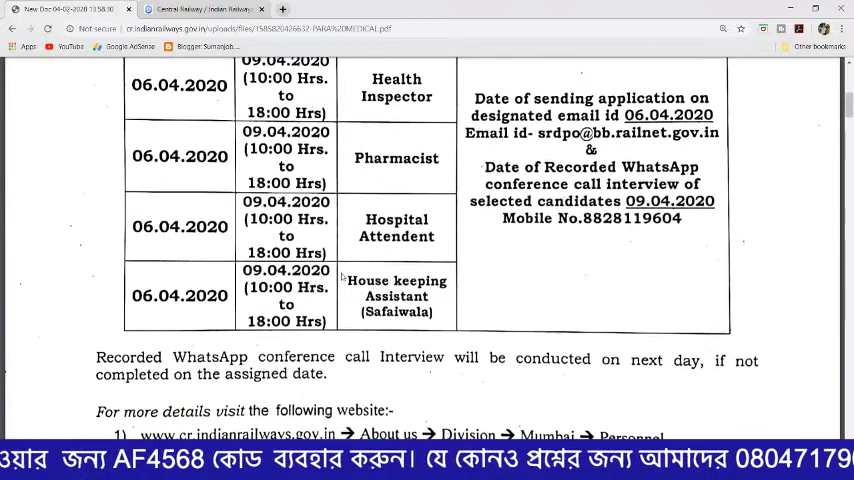 New Doc 04-02-2020 13.58.30
Central Railway / Indian Railways
Not secure | cr.indianrailways.gov.in/uploads/files/1585820426632-PARA%20MEDICAL.pdf
Apps YouTube Google AdSense Blogger: Sumanjob.... Other bookmarks
06.04.2020
09.04.2020
(10:00 Hrs.
to
18:00 Hrs)
Health
Inspector
06.04.2020
09.04.2020
(10:00 Hrs.
to
18:00 Hrs)
Pharmacist
06.04.2020
09.04.2020
(10:00 Hrs.
to
18:00 Hrs)
Hospital
Attendent
06.04.2020
09.04.2020
(10:00 Hrs.
to
18:00 Hrs)
House keeping
Assistant
(Safaiwala)
Date of sending application on
designated email id 06.04.2020
Email id- srdpo@bb.railnet.gov.in
&
Date of Recorded WhatsApp
conference call interview of
selected candidates 09.04.2020
Mobile No.8828119604
Recorded WhatsApp conference call Interview will be conducted on next day, if not
completed on the assigned date.
For more details visit the following website:-
1) www.cr.indianrailways.gov.in → About us → Division → Mumbai → Personnel
ওয়ার জন্য AF4568 কোড ব্যবহার করুন। যে কোনও প্রশ্নের জন্য আমাদের 080471790